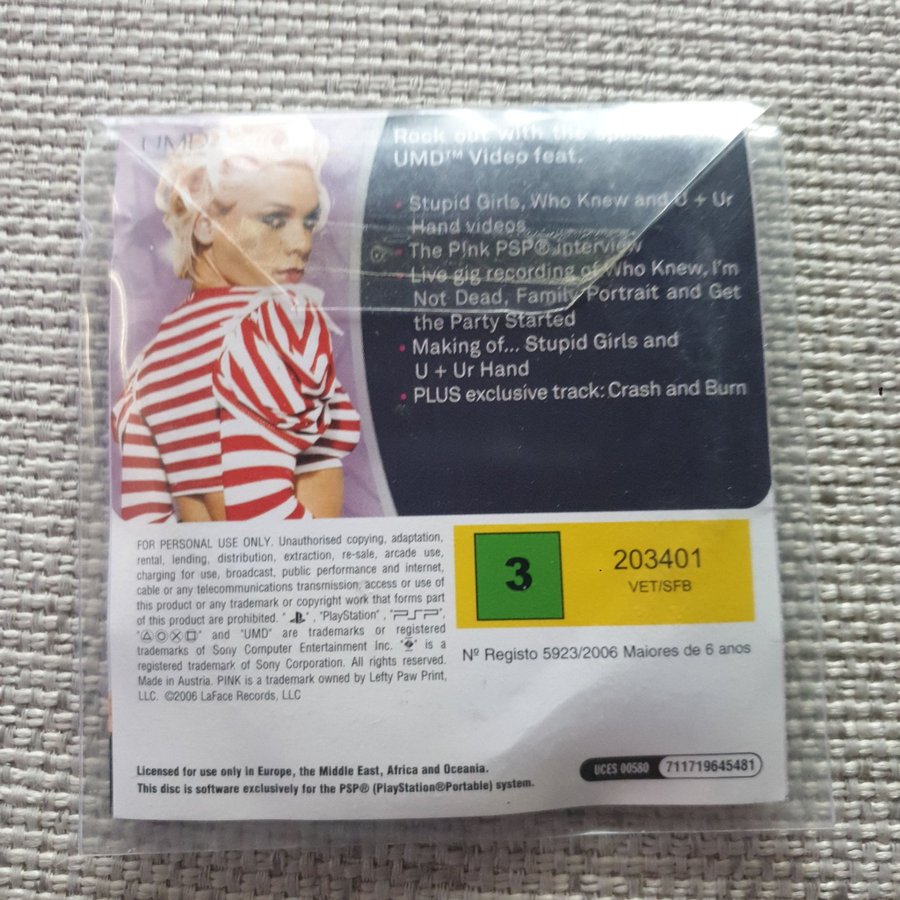 UMD
Rock out with the special Pink
UMD™ Video feat.
• Stupid Girls, Who Knew and U + Ur
Hand videos
• The P!nk PSP® interview
• Live gig recording of Who Knew, I'm
Not Dead, Family Portrait and Get
the Party Started
• Making of... Stupid Girls and
U + Ur Hand
• PLUS exclusive track: Crash and Burn
FOR PERSONAL USE ONLY. Unauthorised copying, adaptation,
rental, lending, distribution, extraction, re-sale, arcade use,
charging for use, broadcast, public performance and internet,
cable or any telecommunications transmission, access or use of
this product or any trademark or copyright work that forms part
of this product are prohibited. " ", "PlayStation", "PSP",
"△○✕□" and "UMD" are trademarks or registered
trademarks of Sony Computer Entertainment Inc. " " is a
registered trademark of Sony Corporation. All rights reserved.
Made in Austria. PINK is a trademark owned by Lefty Paw Print,
LLC. ©2006 LaFace Records, LLC
3
203401
VET/SFB
Nº Registo 5923/2006 Maiores de 6 anos
Licensed for use only in Europe, the Middle East, Africa and Oceania.
This disc is software exclusively for the PSP® (PlayStation®Portable) system.
UCES 00580 711719645481